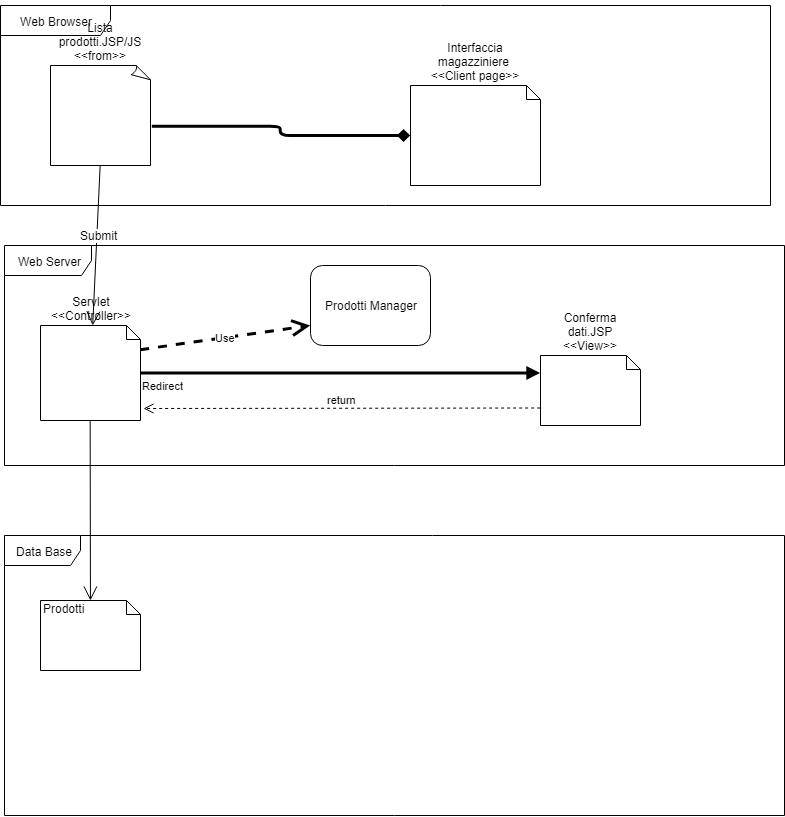 Web Browser
Lista
prodotti.JSP/JS
<<from>>
Interfaccia
magazziniere
<<Client page>>
Submit
Web Server
Servlet
<<Controller>>
Prodotti Manager
Use
Conferma
dati.JSP
<<View>>
Redirect
return
Data Base
Prodotti